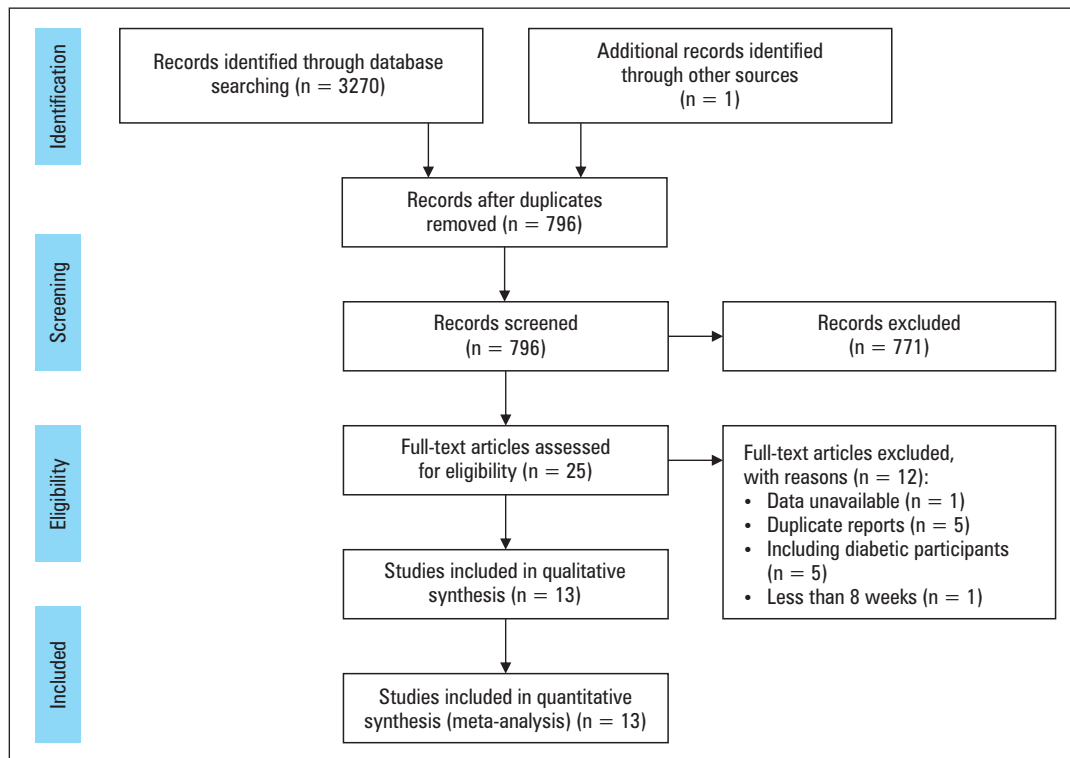 Identification
Records identified through database
searching (n = 3270)
Additional records identified
through other sources
(n = 1)
Records after duplicates
removed (n = 796)
Screening
Records screened
(n = 796)
Records excluded
(n = 771)
Eligibility
Full-text articles assessed
for eligibility (n = 25)
Full-text articles excluded,
with reasons (n = 12):
• Data unavailable (n = 1)
• Duplicate reports (n = 5)
• Including diabetic participants
(n = 5)
• Less than 8 weeks (n = 1)
Studies included in qualitative
synthesis (n = 13)
Included
Studies included in quantitative
synthesis (meta-analysis) (n = 13)